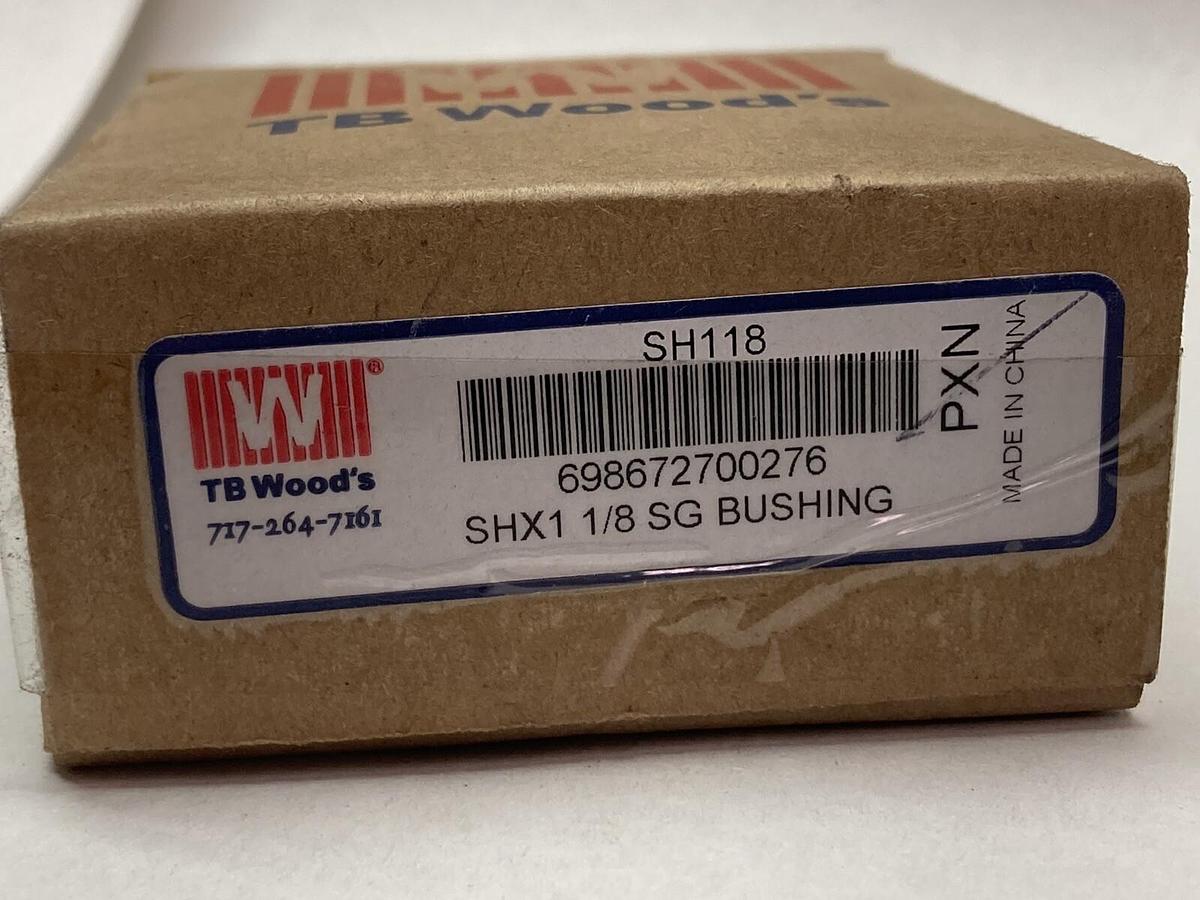 TB Wood's
SH118
W®
TB Wood's
717-264-7161
698672700276
SHX1 1/8 SG BUSHING
PXN
MADE IN CHINA